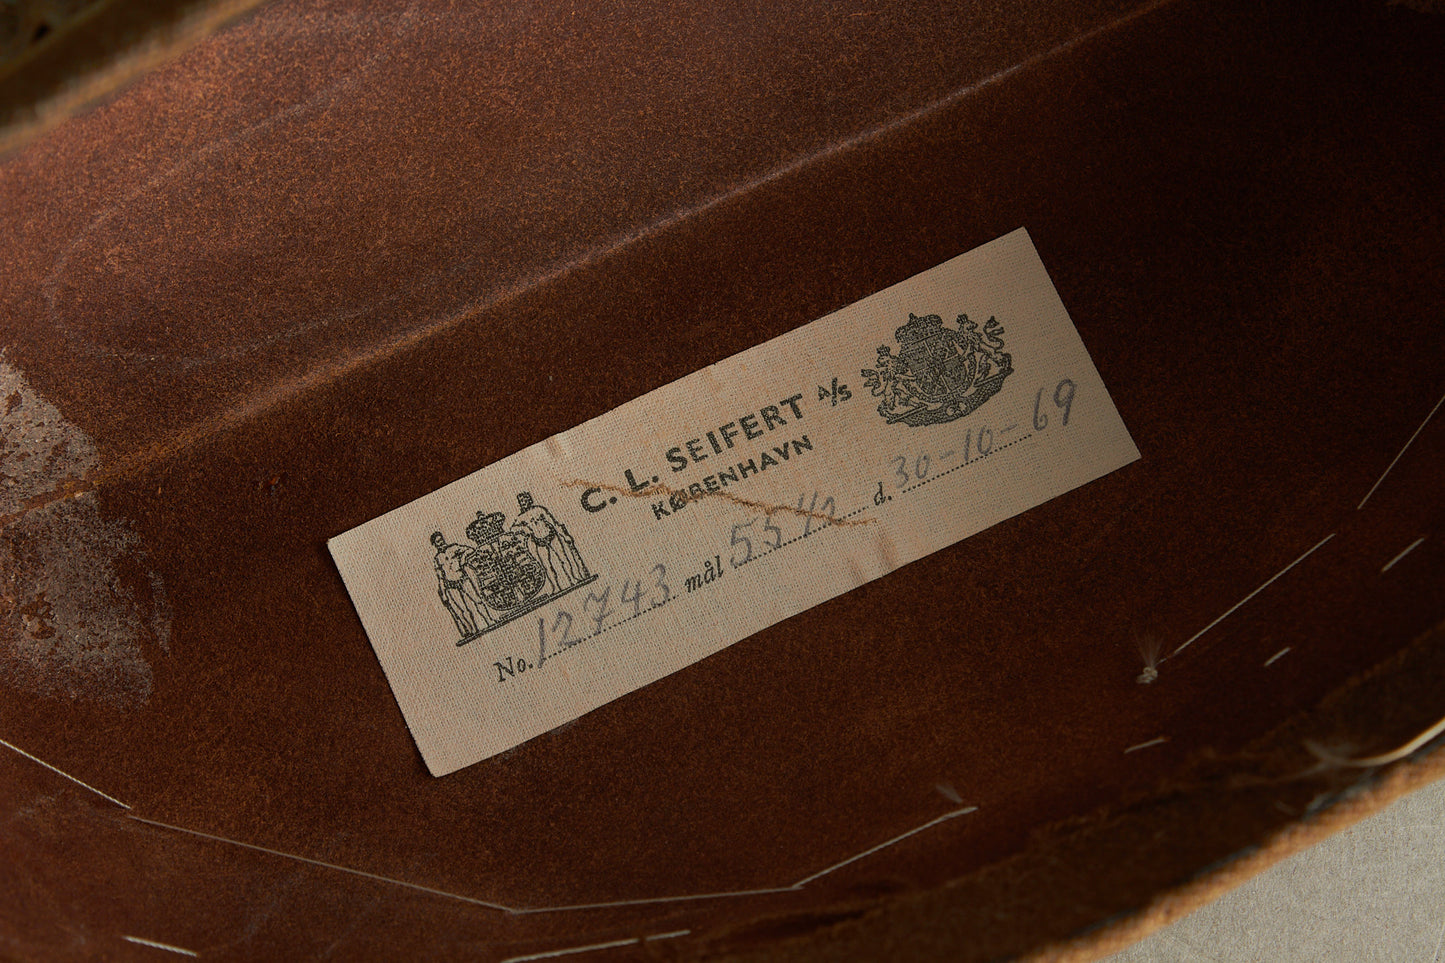 C. L. SEIFERT A/S
KØBENHAVN
No. 12743 mål 55 1/2 d. 30-10-69